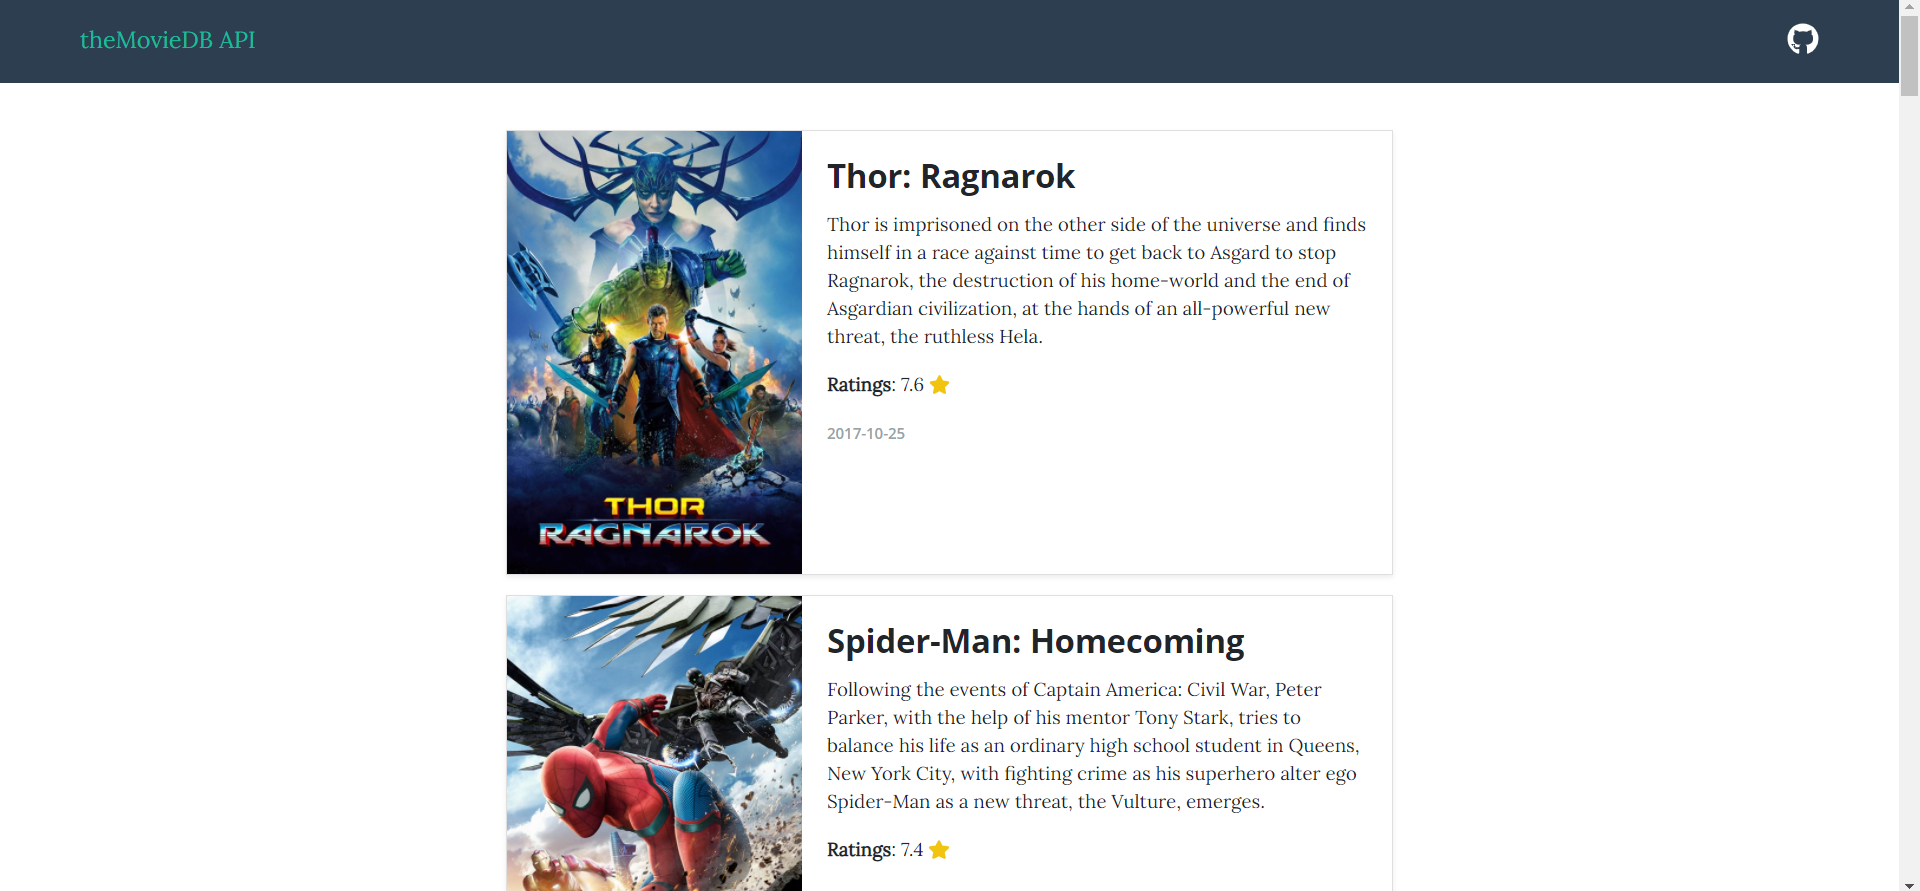 theMovieDB API
THOR
RAGNAROK
Thor: Ragnarok
Thor is imprisoned on the other side of the universe and finds
himself in a race against time to get back to Asgard to stop
Ragnarok, the destruction of his home-world and the end of
Asgardian civilization, at the hands of an all-powerful new
threat, the ruthless Hela.
Ratings: 7.6
2017-10-25
Spider-Man: Homecoming
Following the events of Captain America: Civil War, Peter
Parker, with the help of his mentor Tony Stark, tries to
balance his life as an ordinary high school student in Queens,
New York City, with fighting crime as his superhero alter ego
Spider-Man as a new threat, the Vulture, emerges.
Ratings: 7.4